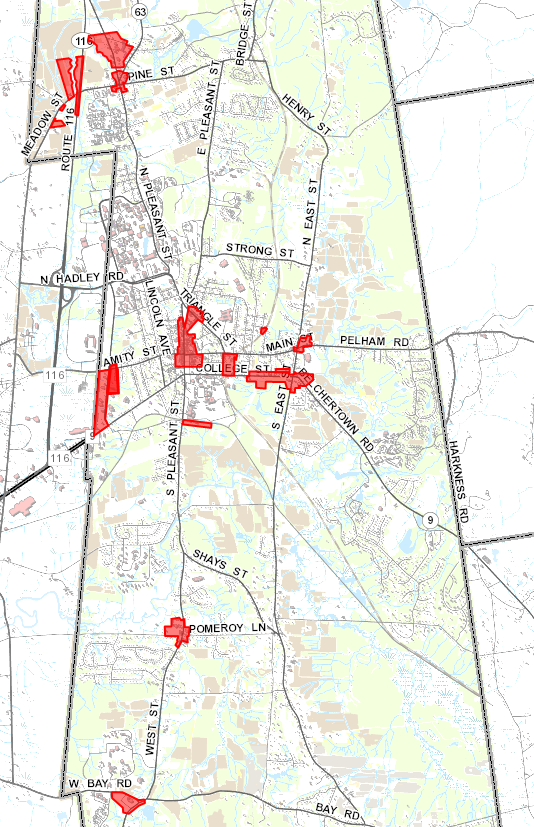 63
116
BRIDGE ST
PINE ST
E PLEASANT ST
HENRY ST
MEADOW ST
ROUTE 116
N PLEASANT ST
N EAST ST
STRONG ST
N HADLEY RD
LINCOLN AVE
TRIANGLE ST
MAIN ST
PELHAM RD
AMITY ST
COLLEGE ST
116
BELCHERTOWN RD
S EAST ST
S PLEASANT ST
HARKNESS RD
116
9
SHAYS ST
POMEROY LN
WEST ST
W BAY RD
BAY RD